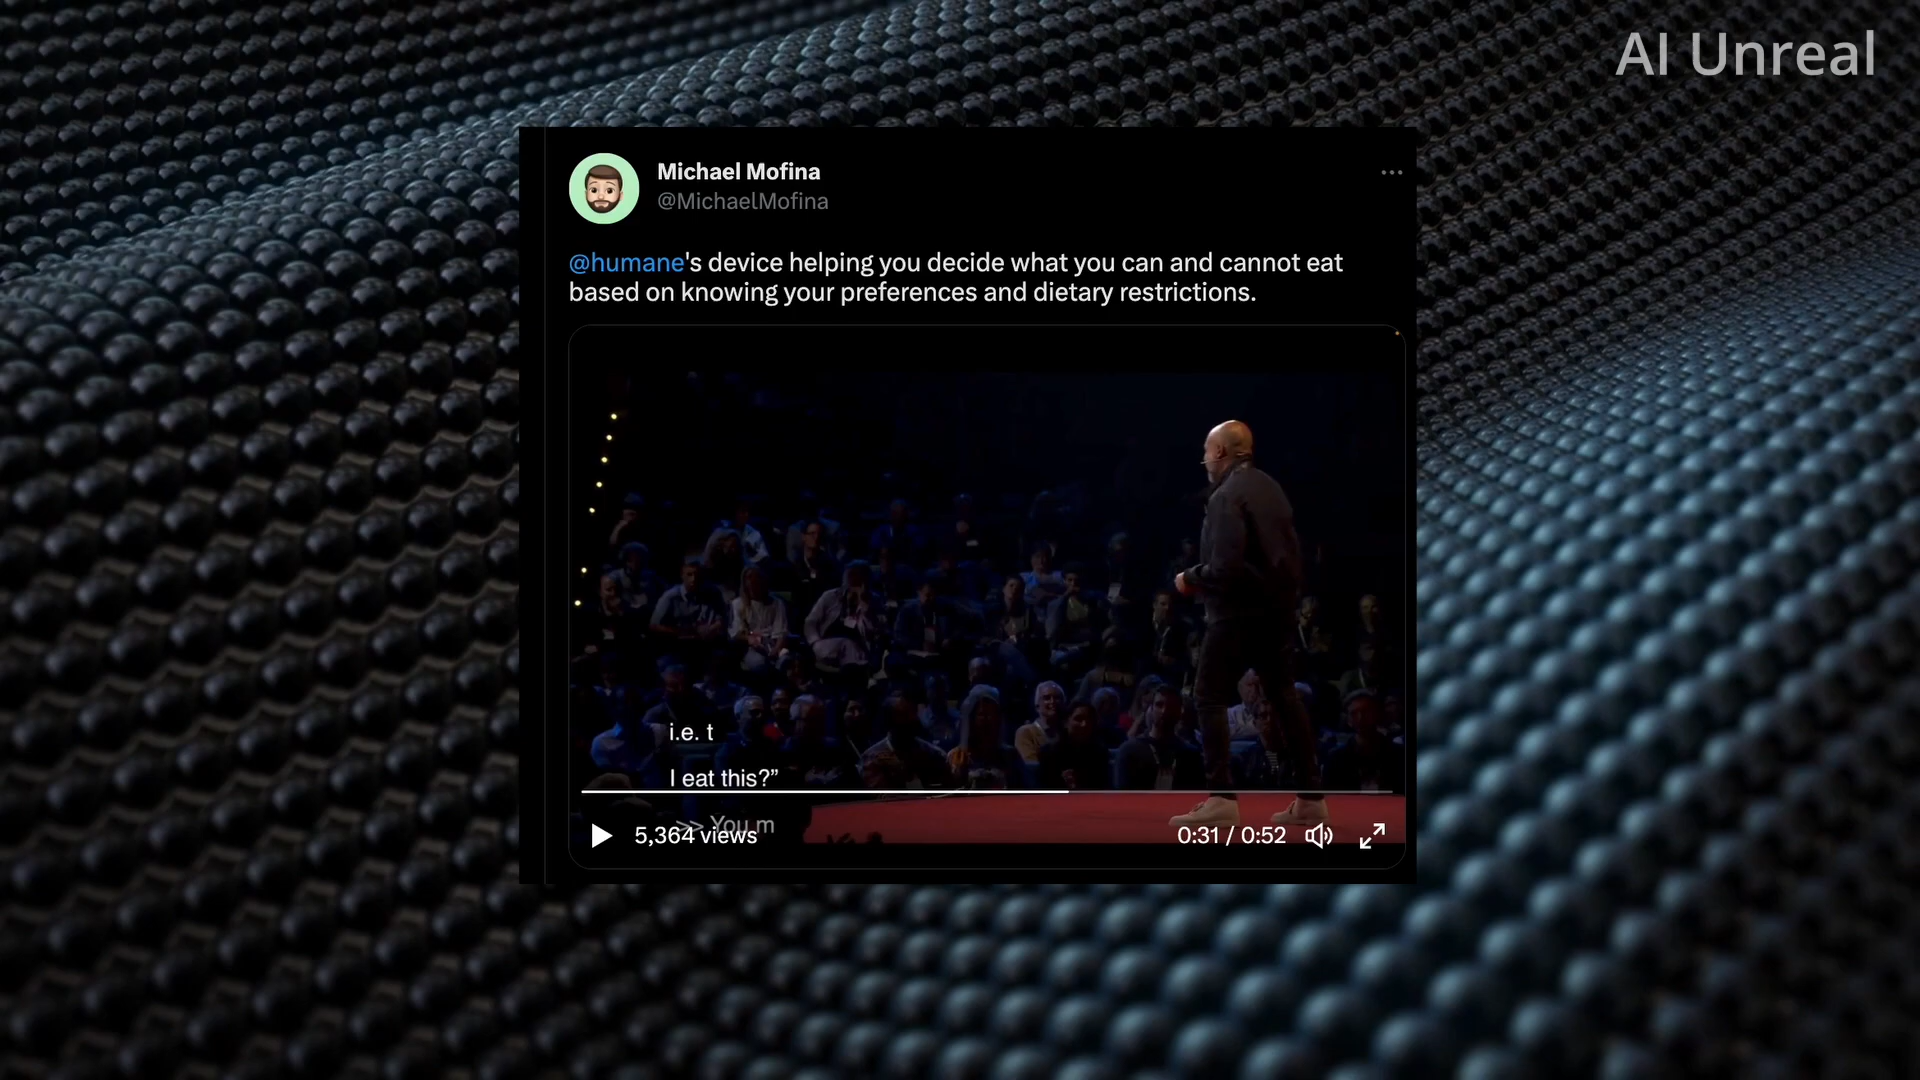 AI Unreal
Michael Mofina
@MichaelMofina
@humane's device helping you decide what you can and cannot eat
based on knowing your preferences and dietary restrictions.
i.e. t
I eat this?”
>> You m
5,364 views
0:31 / 0:52